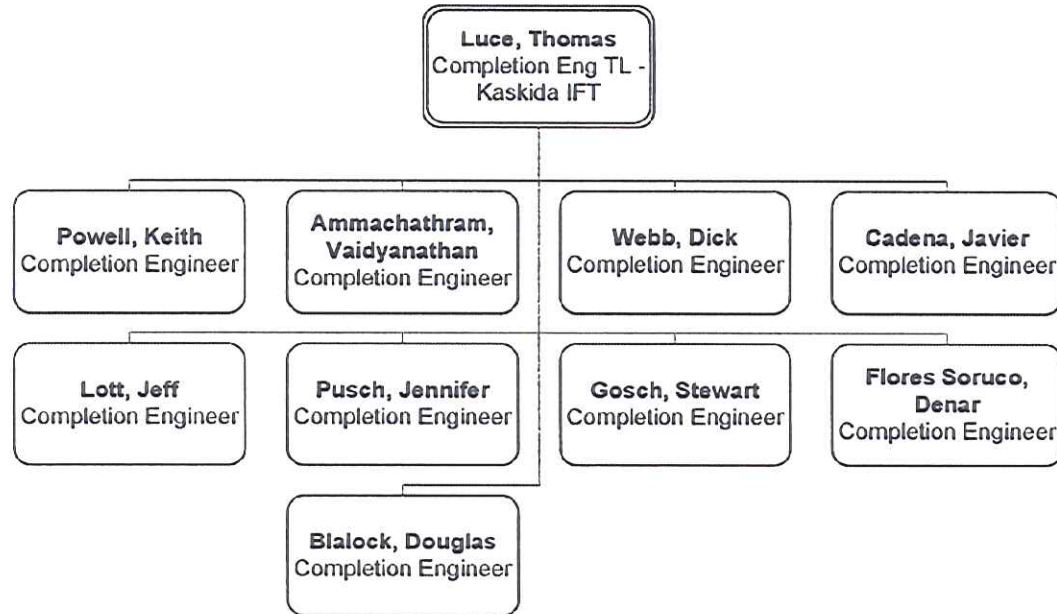 Luce, Thomas
Completion Eng TL -
Kaskida IFT
Powell, Keith
Completion Engineer
Ammachathram,
Vaidyanathan
Completion Engineer
Webb, Dick
Completion Engineer
Cadena, Javier
Completion Engineer
Lott, Jeff
Completion Engineer
Pusch, Jennifer
Completion Engineer
Gosch, Stewart
Completion Engineer
Flores Soruco,
Denar
Completion Engineer
Blalock, Douglas
Completion Engineer